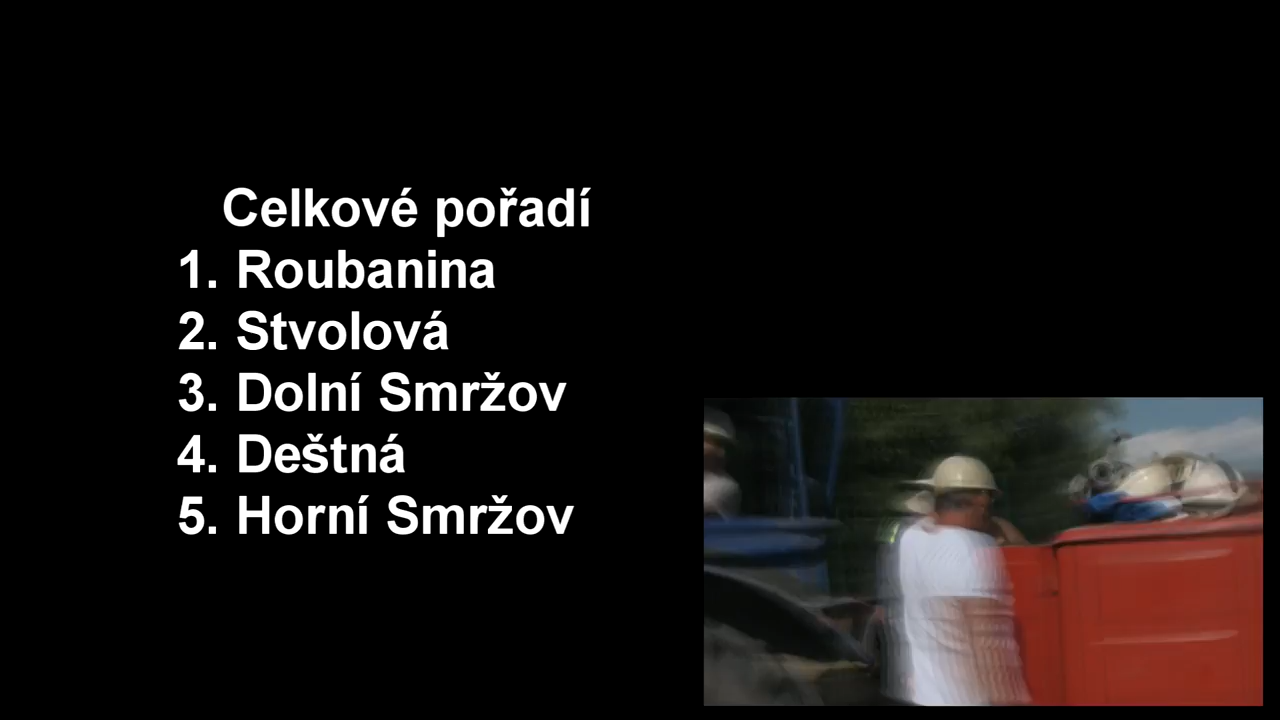 Celkové pořadí
1. Roubanina
2. Stvolová
3. Dolní Smržov
4. Deštná
5. Horní Smržov